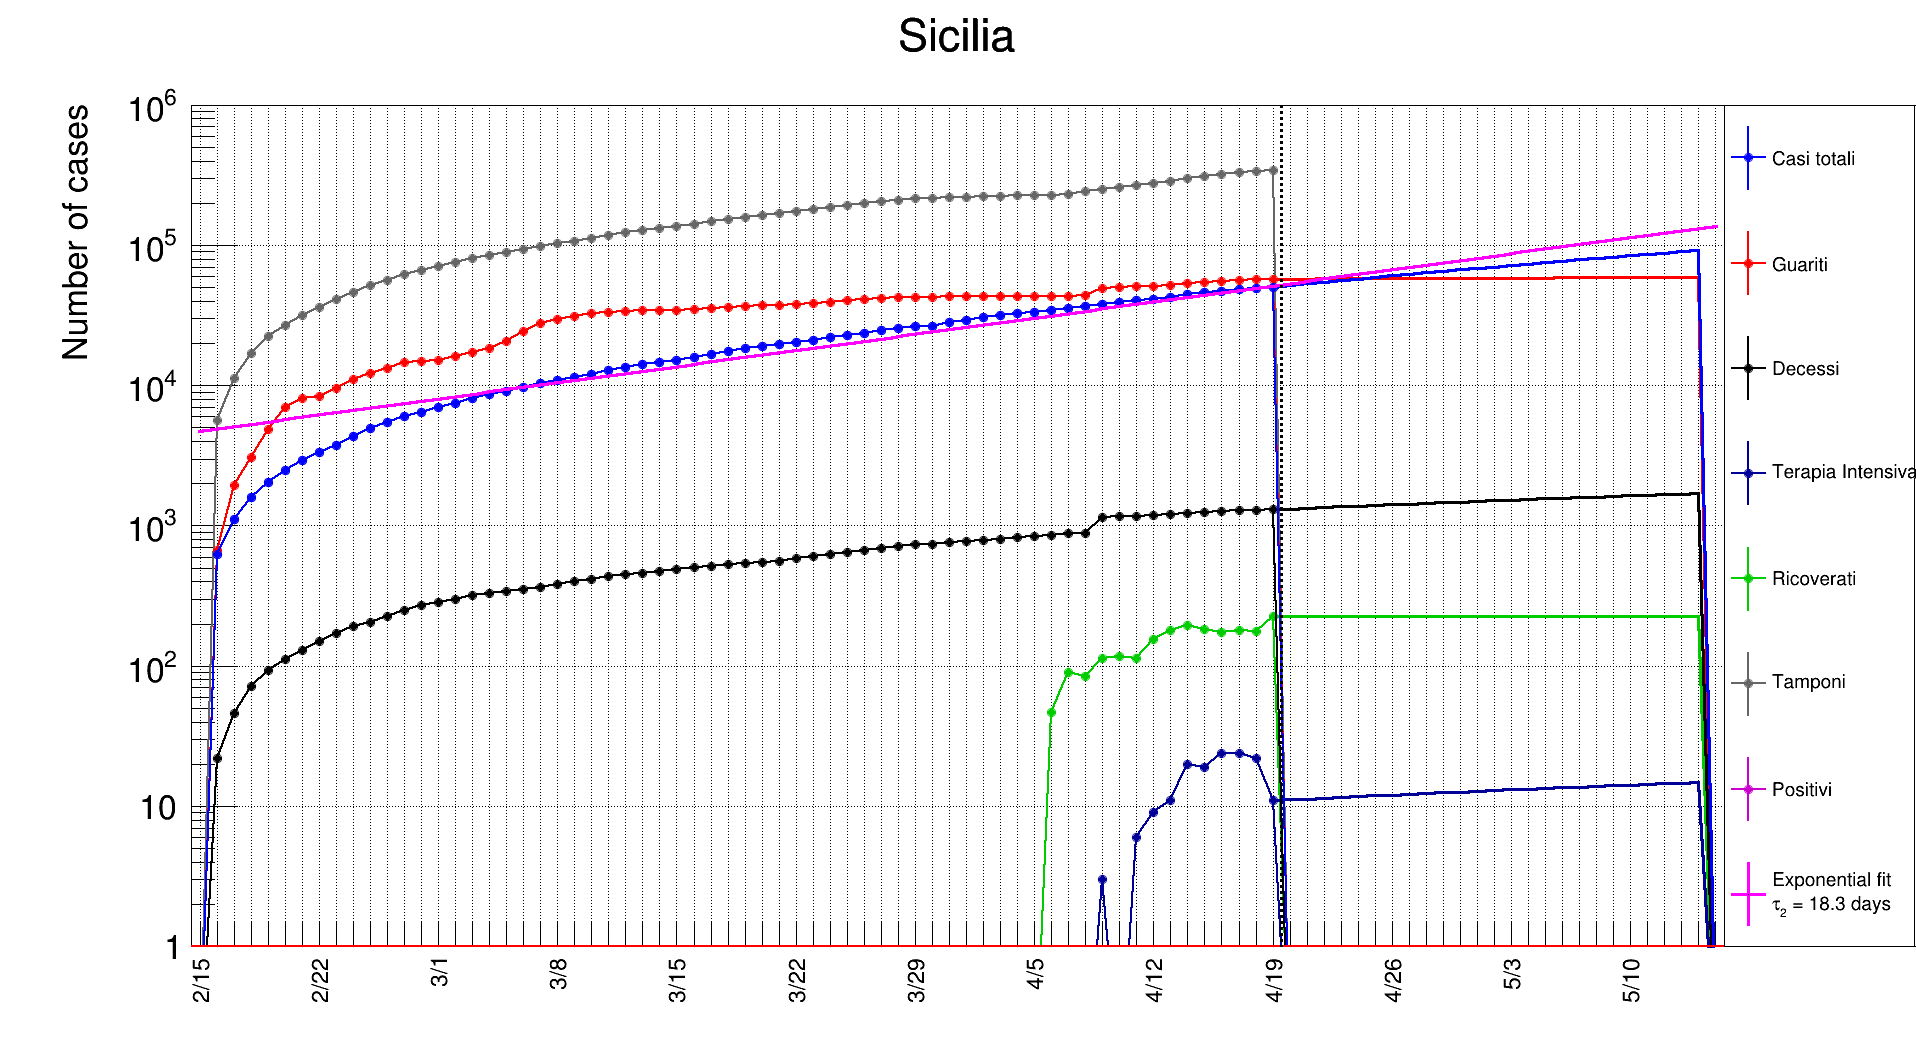 Sicilia
Number of cases
10^6
10^5
10^4
10^3
10^2
10
1
2/15 2/22 3/1 3/8 3/15 3/22 3/29 4/5 4/12 4/19 4/26 5/3 5/10
Casi totali
Guariti
Decessi
Terapia Intensiva
Ricoverati
Tamponi
Positivi
Exponential fit
τ_2 = 18.3 days